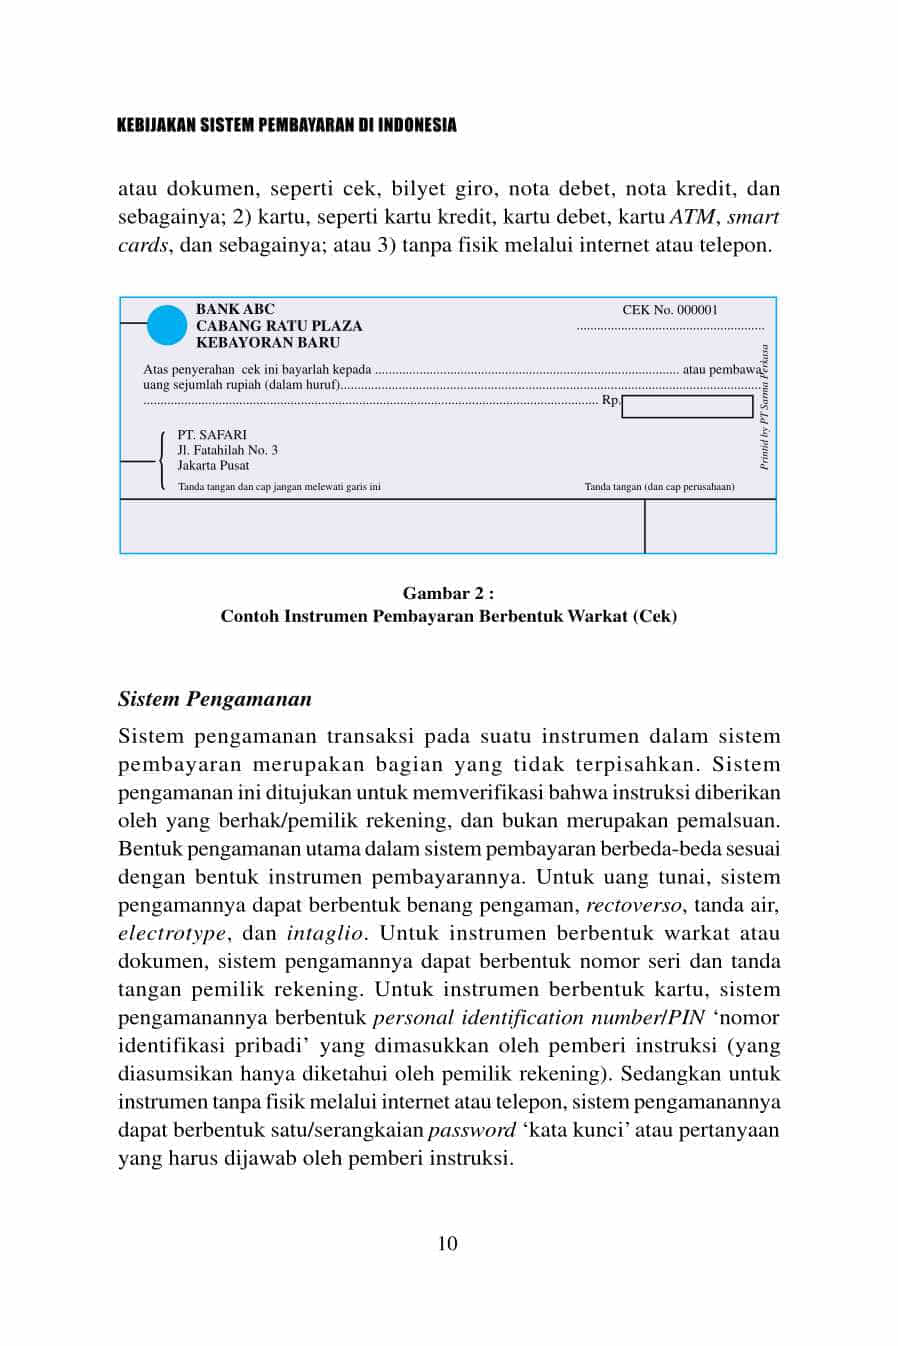 KEBIJAKAN SISTEM PEMBAYARAN DI INDONESIA
atau dokumen, seperti cek, bilyet giro, nota debet, nota kredit, dan
sebagainya; 2) kartu, seperti kartu kredit, kartu debet, kartu ATM, smart
cards, dan sebagainya; atau 3) tanpa fisik melalui internet atau telepon.
BANK ABC
CABANG RATU PLAZA
KEBAYORAN BARU
CEK No. 000001
.......................................................
Atas penyerahan cek ini bayarlah kepada ......................................................................................... atau pembawa
uang sejumlah rupiah (dalam huruf)...........................................................................................................................
..................................................................................................................................... Rp.
Printid by PT Sarma Perkasa
PT. SAFARI
Jl. Fatahilah No. 3
Jakarta Pusat
Tanda tangan dan cap jangan melewati garis ini
Tanda tangan (dan cap perusahaan)
Gambar 2 :
Contoh Instrumen Pembayaran Berbentuk Warkat (Cek)
Sistem Pengamanan
Sistem pengamanan transaksi pada suatu instrumen dalam sistem
pembayaran merupakan bagian yang tidak terpisahkan. Sistem
pengamanan ini ditujukan untuk memverifikasi bahwa instruksi diberikan
oleh yang berhak/pemilik rekening, dan bukan merupakan pemalsuan.
Bentuk pengamanan utama dalam sistem pembayaran berbeda-beda sesuai
dengan bentuk instrumen pembayarannya. Untuk uang tunai, sistem
pengamannya dapat berbentuk benang pengaman, rectoverso, tanda air,
electrotype, dan intaglio. Untuk instrumen berbentuk warkat atau
dokumen, sistem pengamannya dapat berbentuk nomor seri dan tanda
tangan pemilik rekening. Untuk instrumen berbentuk kartu, sistem
pengamanannya berbentuk personal identification number/PIN ‘nomor
identifikasi pribadi’ yang dimasukkan oleh pemberi instruksi (yang
diasumsikan hanya diketahui oleh pemilik rekening). Sedangkan untuk
instrumen tanpa fisik melalui internet atau telepon, sistem pengamanannya
dapat berbentuk satu/serangkaian password ‘kata kunci’ atau pertanyaan
yang harus dijawab oleh pemberi instruksi.
10